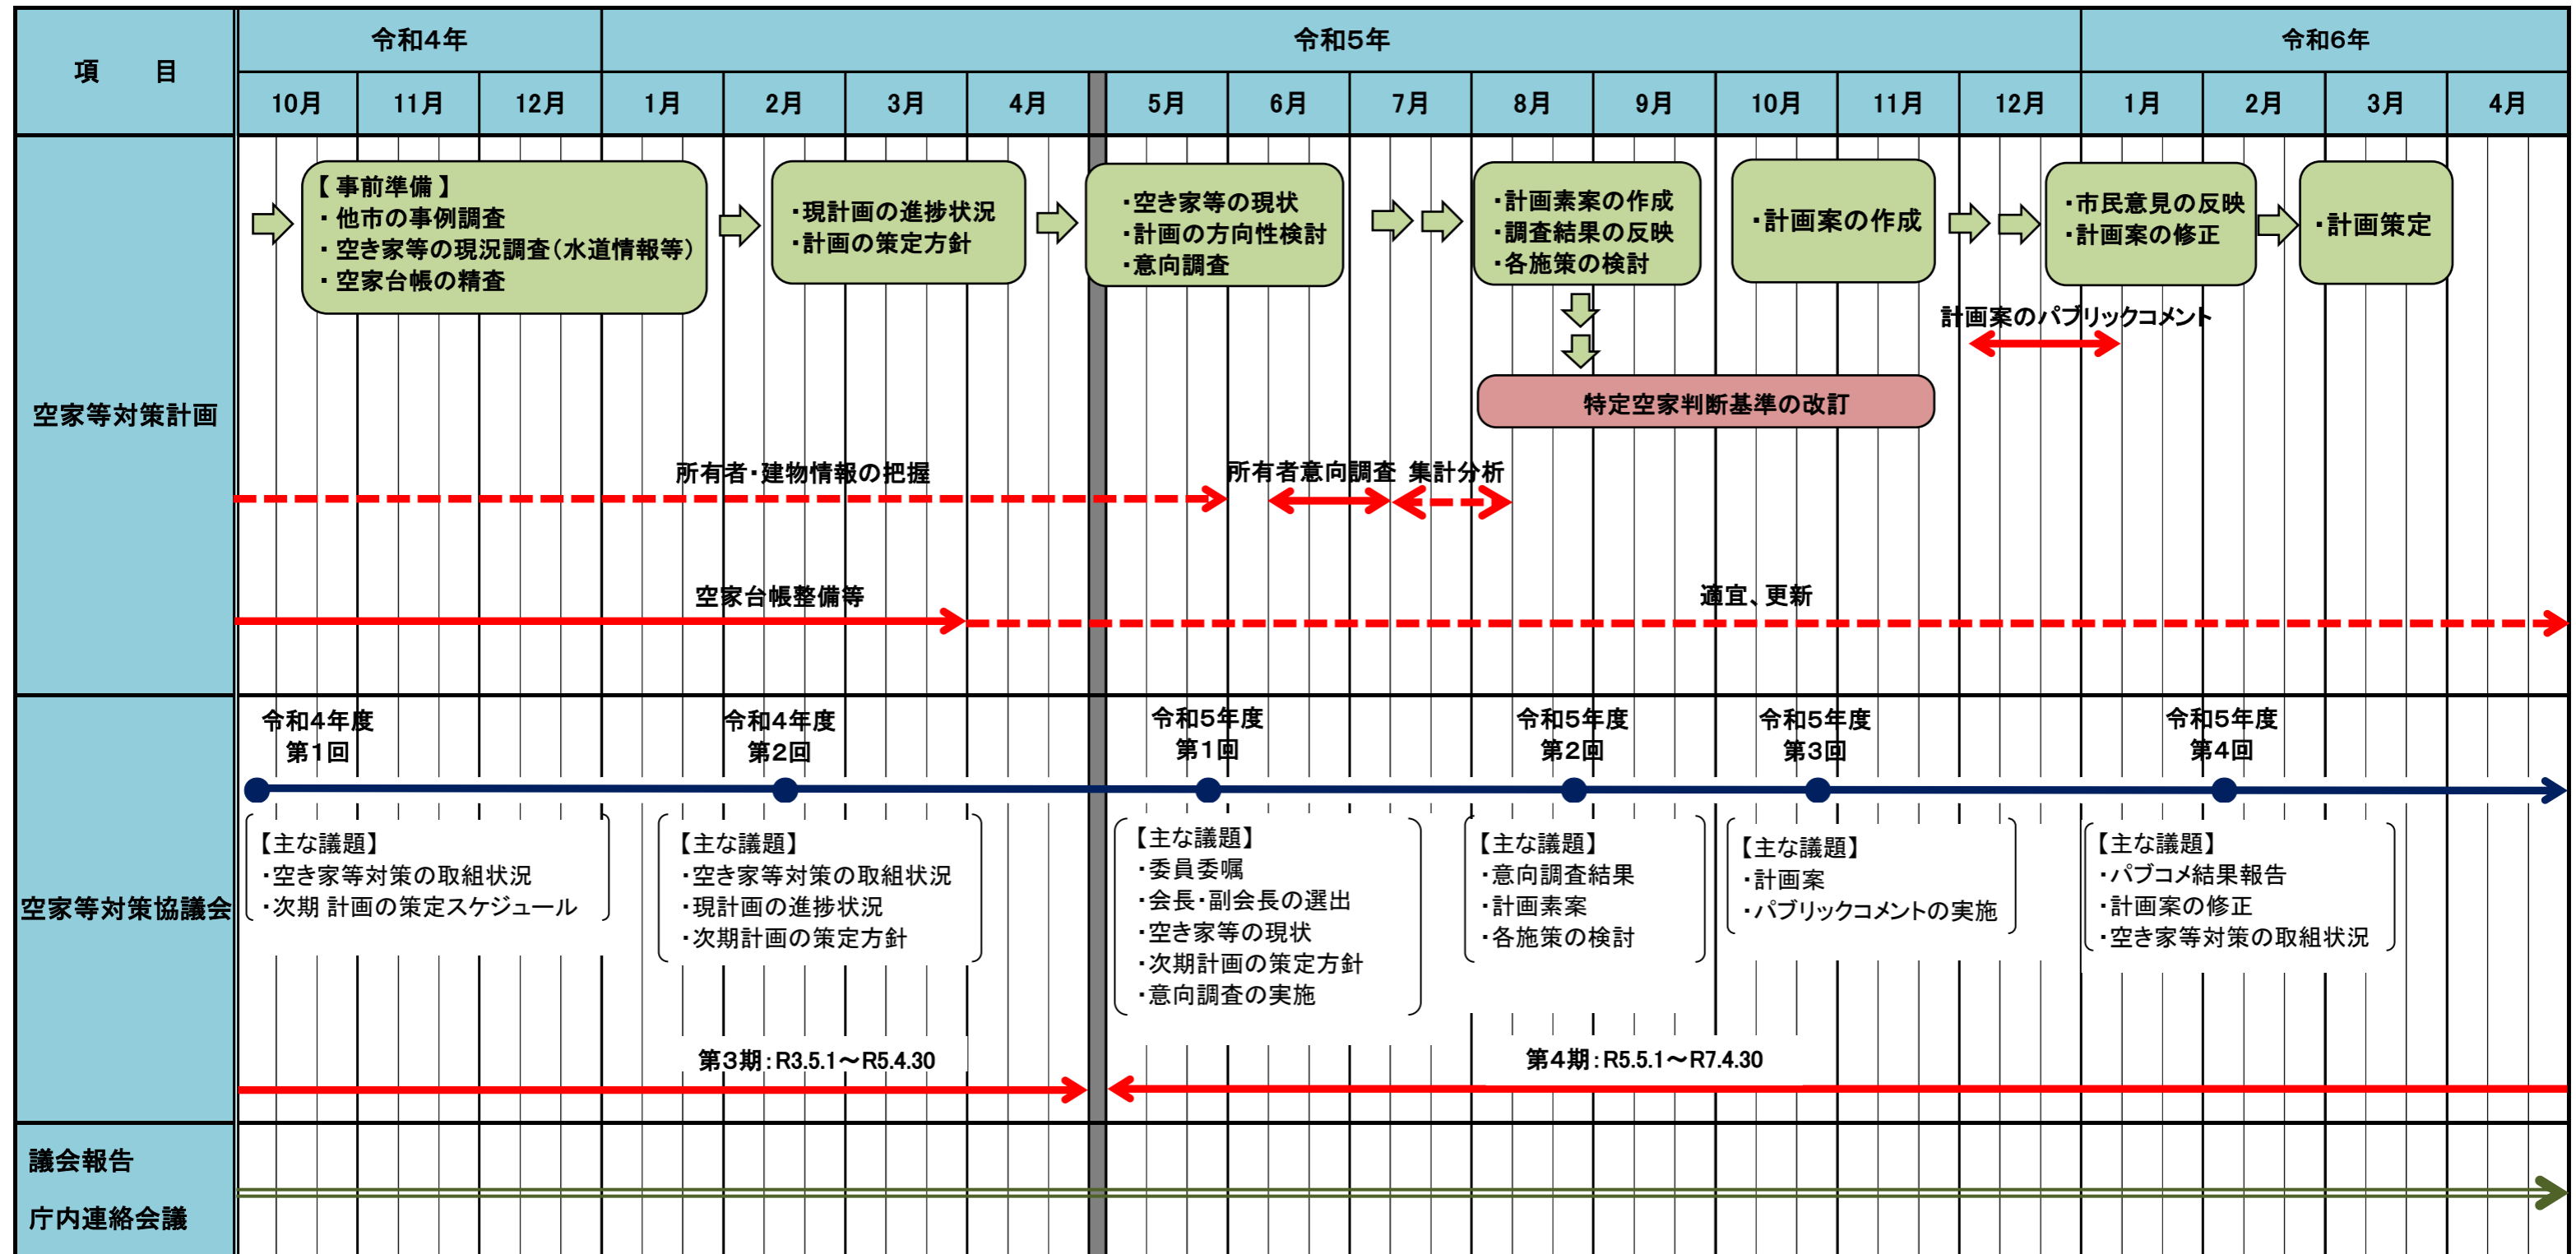 項　目
令和4年
令和5年
令和6年
10月
11月
12月
1月
2月
3月
4月
5月
6月
7月
8月
9月
10月
11月
12月
1月
2月
3月
4月
空家等対策計画
【 事前準備 】
・他市の事例調査
・空き家等の現況調査(水道情報等)
・空家台帳の精査
・現計画の進捗状況
・計画の策定方針
・空き家等の現状
・計画の方向性検討
・意向調査
・計画素案の作成
・調査結果の反映
・各施策の検討
・計画案の作成
・市民意見の反映
・計画案の修正
・計画策定
計画案のパブリックコメント
特定空家判断基準の改訂
所有者・建物情報の把握
所有者意向調査
集計分析
空家台帳整備等
適宜、更新
空家等対策協議会
令和4年度
第1回
令和4年度
第2回
令和5年度
第1回
令和5年度
第2回
令和5年度
第3回
令和5年度
第4回
【主な議題】
・空き家等対策の取組状況
・次期 計画の策定スケジュール
【主な議題】
・空き家等対策の取組状況
・現計画の進捗状況
・次期計画の策定方針
【主な議題】
・委員委嘱
・会長・副会長の選出
・空き家等の現状
・次期計画の策定方針
・意向調査の実施
【主な議題】
・意向調査結果
・計画素案
・各施策の検討
【主な議題】
・計画案
・パブリックコメントの実施
【主な議題】
・パブコメ結果報告
・計画案の修正
・空き家等対策の取組状況
第3期：R3.5.1～R5.4.30
第4期：R5.5.1～R7.4.30
議会報告
庁内連絡会議